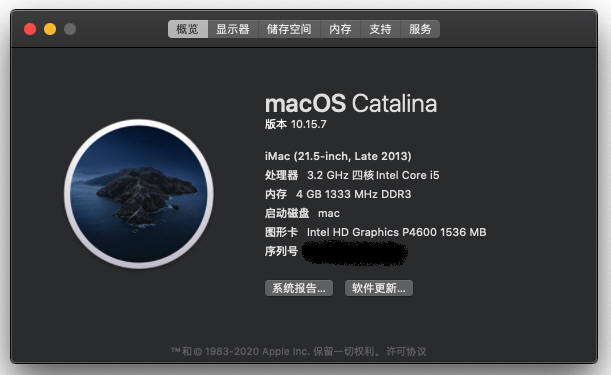 概览 显示器 储存空间 内存 支持 服务
macOS Catalina
版本 10.15.7
iMac (21.5-inch, Late 2013)
处理器 3.2 GHz 四核Intel Core i5
内存 4 GB 1333 MHz DDR3
启动磁盘 mac
图形卡 Intel HD Graphics P4600 1536 MB
序列号
系统报告... 软件更新...
™和© 1983-2020 Apple Inc. 保留一切权利。许可协议